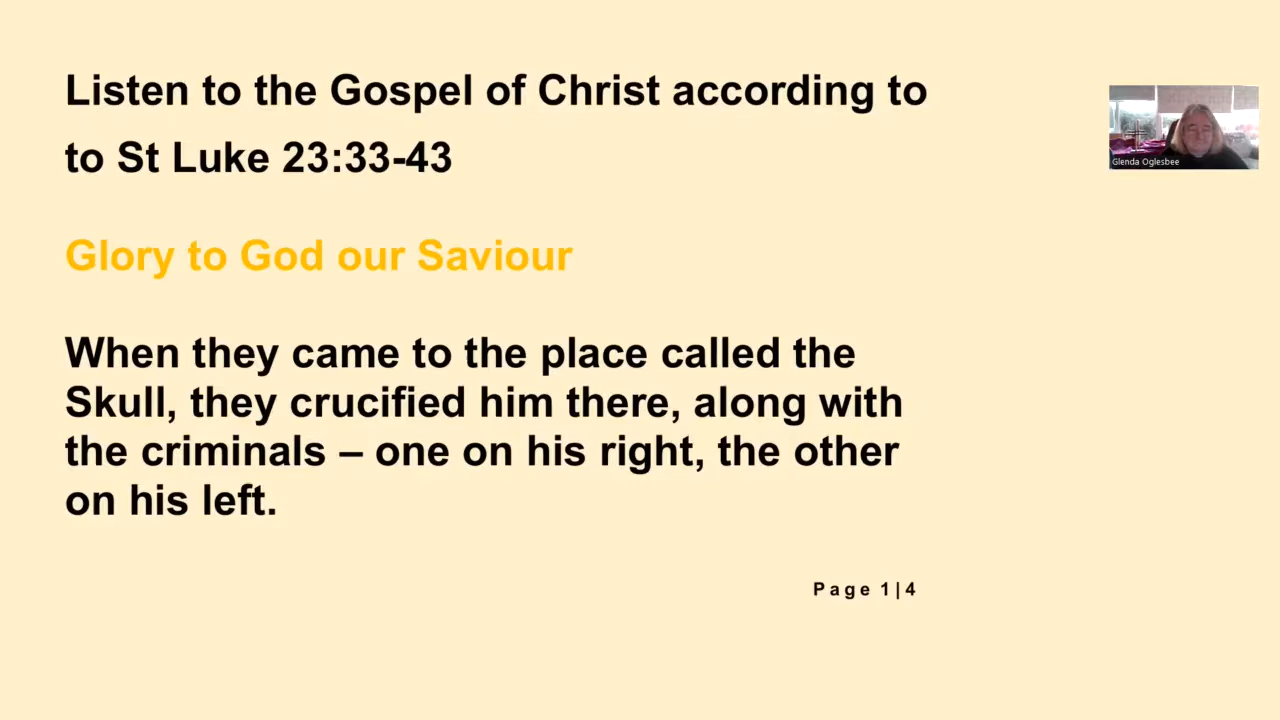 Listen to the Gospel of Christ according to
to St Luke 23:33-43
Glenda Oglesbee
Glory to God our Saviour
When they came to the place called the
Skull, they crucified him there, along with
the criminals – one on his right, the other
on his left.
Page 1|4